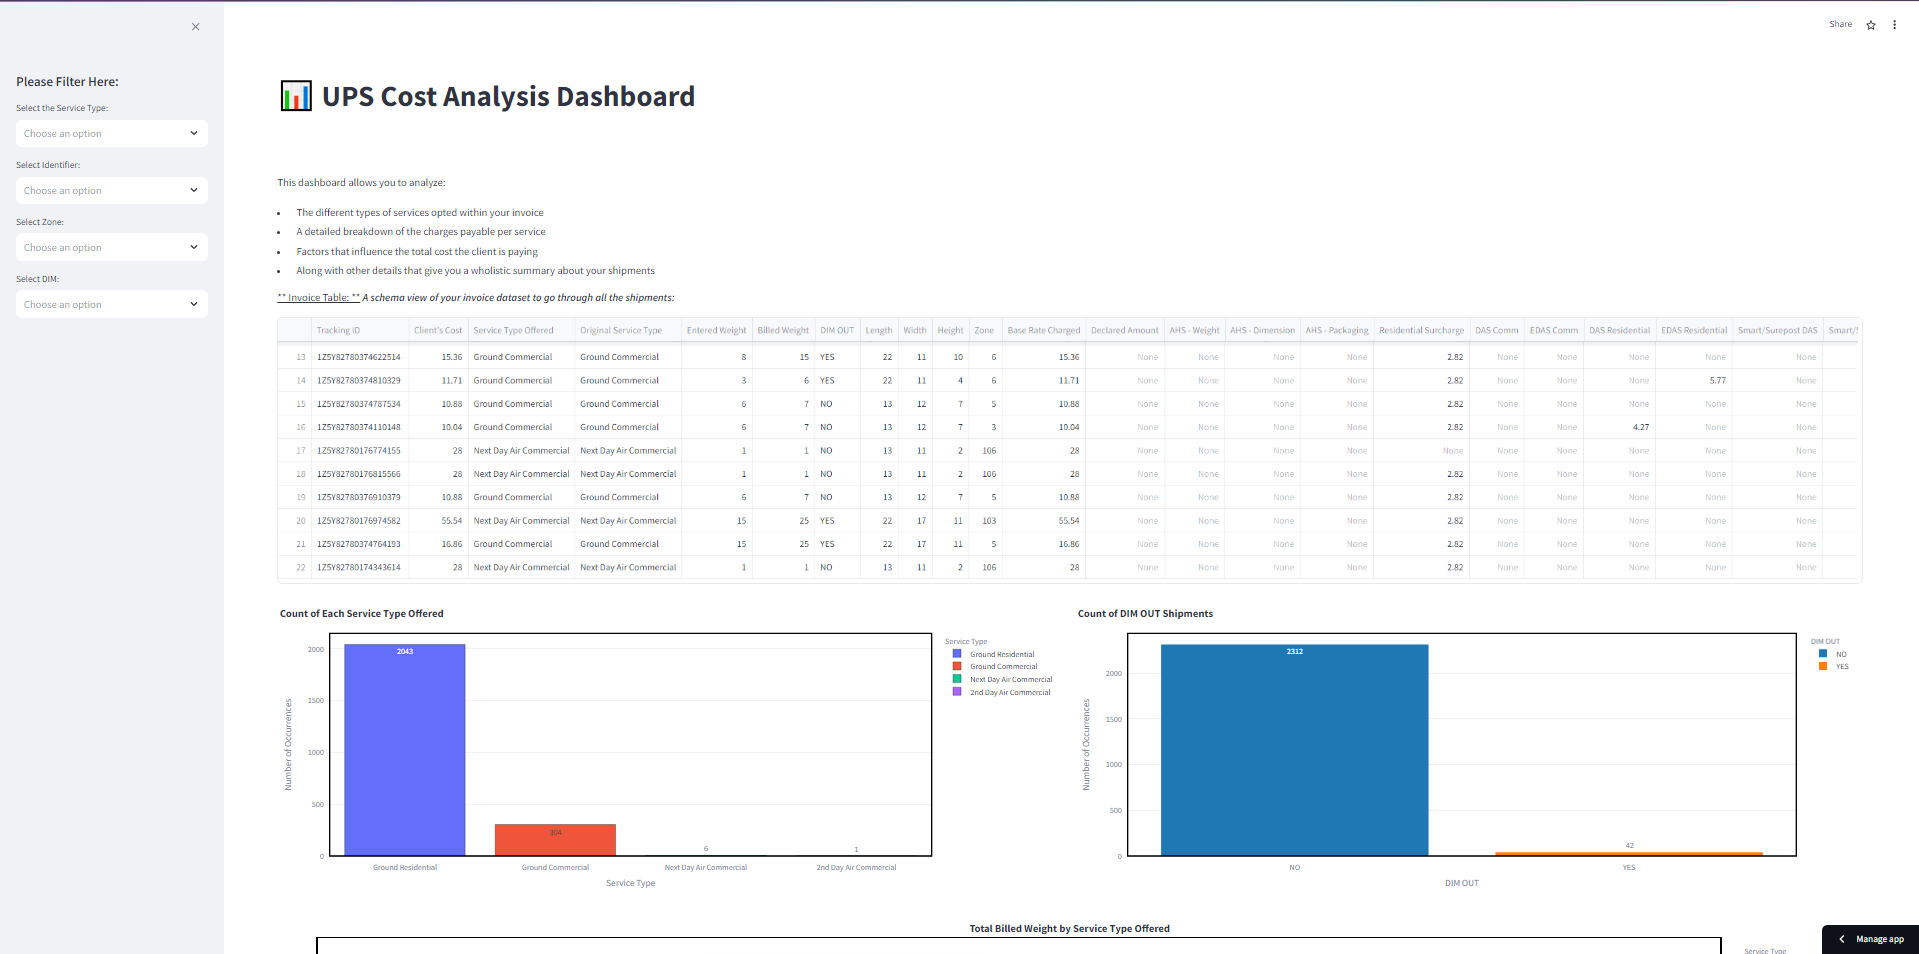 Share
Please Filter Here:
Select the Service Type:
Choose an option
Select Identifier:
Choose an option
Select Zone:
Choose an option
Select DIM:
Choose an option
UPS Cost Analysis Dashboard
This dashboard allows you to analyze:
• The different types of services opted within your invoice
• A detailed breakdown of the charges payable per service
• Factors that influence the total cost the client is paying
• Along with other details that give you a wholistic summary about your shipments
** Invoice Table: ** A schema view of your invoice dataset to go through all the shipments:
Tracking ID Client's Cost Service Type Offered Original Service Type Entered Weight Billed Weight DIM OUT Length Width Height Zone Base Rate Charged Declared Amount AHS - Weight AHS - Dimension AHS - Packaging Residential Surcharge DAS Comm EDAS Comm DAS Residential EDAS Residential Smart/Surepost DAS Smart/S
13 1Z5Y82780374622514 15.36 Ground Commercial Ground Commercial 8 15 YES 22 11 10 6 15.36 None None None None 2.82 None None None None None
14 1Z5Y82780374810329 11.71 Ground Commercial Ground Commercial 3 6 YES 22 11 4 6 11.71 None None None None 2.82 None None None 5.77 None
15 1Z5Y82780374787534 10.88 Ground Commercial Ground Commercial 6 7 NO 13 12 7 5 10.88 None None None None 2.82 None None None None None
16 1Z5Y82780374110148 10.04 Ground Commercial Ground Commercial 6 7 NO 13 12 7 3 10.04 None None None None 2.82 None None 4.27 None None
17 1Z5Y82780176774155 28 Next Day Air Commercial Next Day Air Commercial 1 1 NO 13 11 2 106 28 None None None None None None None None None None
18 1Z5Y82780176815566 28 Next Day Air Commercial Next Day Air Commercial 1 1 NO 13 11 2 106 28 None None None None 2.82 None None None None None
19 1Z5Y82780376910379 10.88 Ground Commercial Ground Commercial 6 7 NO 13 12 7 5 10.88 None None None None 2.82 None None None None None
20 1Z5Y82780176974582 55.54 Next Day Air Commercial Next Day Air Commercial 15 25 YES 22 17 11 103 55.54 None None None None 2.82 None None None None None
21 1Z5Y82780374764193 16.86 Ground Commercial Ground Commercial 15 25 YES 22 17 11 5 16.86 None None None None 2.82 None None None None None
22 1Z5Y82780174343614 28 Next Day Air Commercial Next Day Air Commercial 1 1 NO 13 11 2 106 28 None None None None 2.82 None None None None None
Count of Each Service Type Offered
Number of Occurrences
2000
1500
1000
500
0
2043
304
6
1
Ground Residential Ground Commercial Next Day Air Commercial 2nd Day Air Commercial
Service Type
Service Type
Ground Residential
Ground Commercial
Next Day Air Commercial
2nd Day Air Commercial
Count of DIM OUT Shipments
Number of Occurrences
2000
1500
1000
500
0
2312
42
NO YES
DIM OUT
DIM OUT
NO
YES
Total Billed Weight by Service Type Offered
Service Type
Manage app